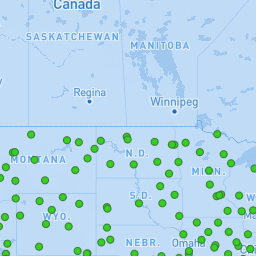 Canada
SASKATCHEWAN
MANITOBA
Regina
Winnipeg
MONTANA
N.D.
MINN.
S.D.
WYO.
NEBR.
Omaha